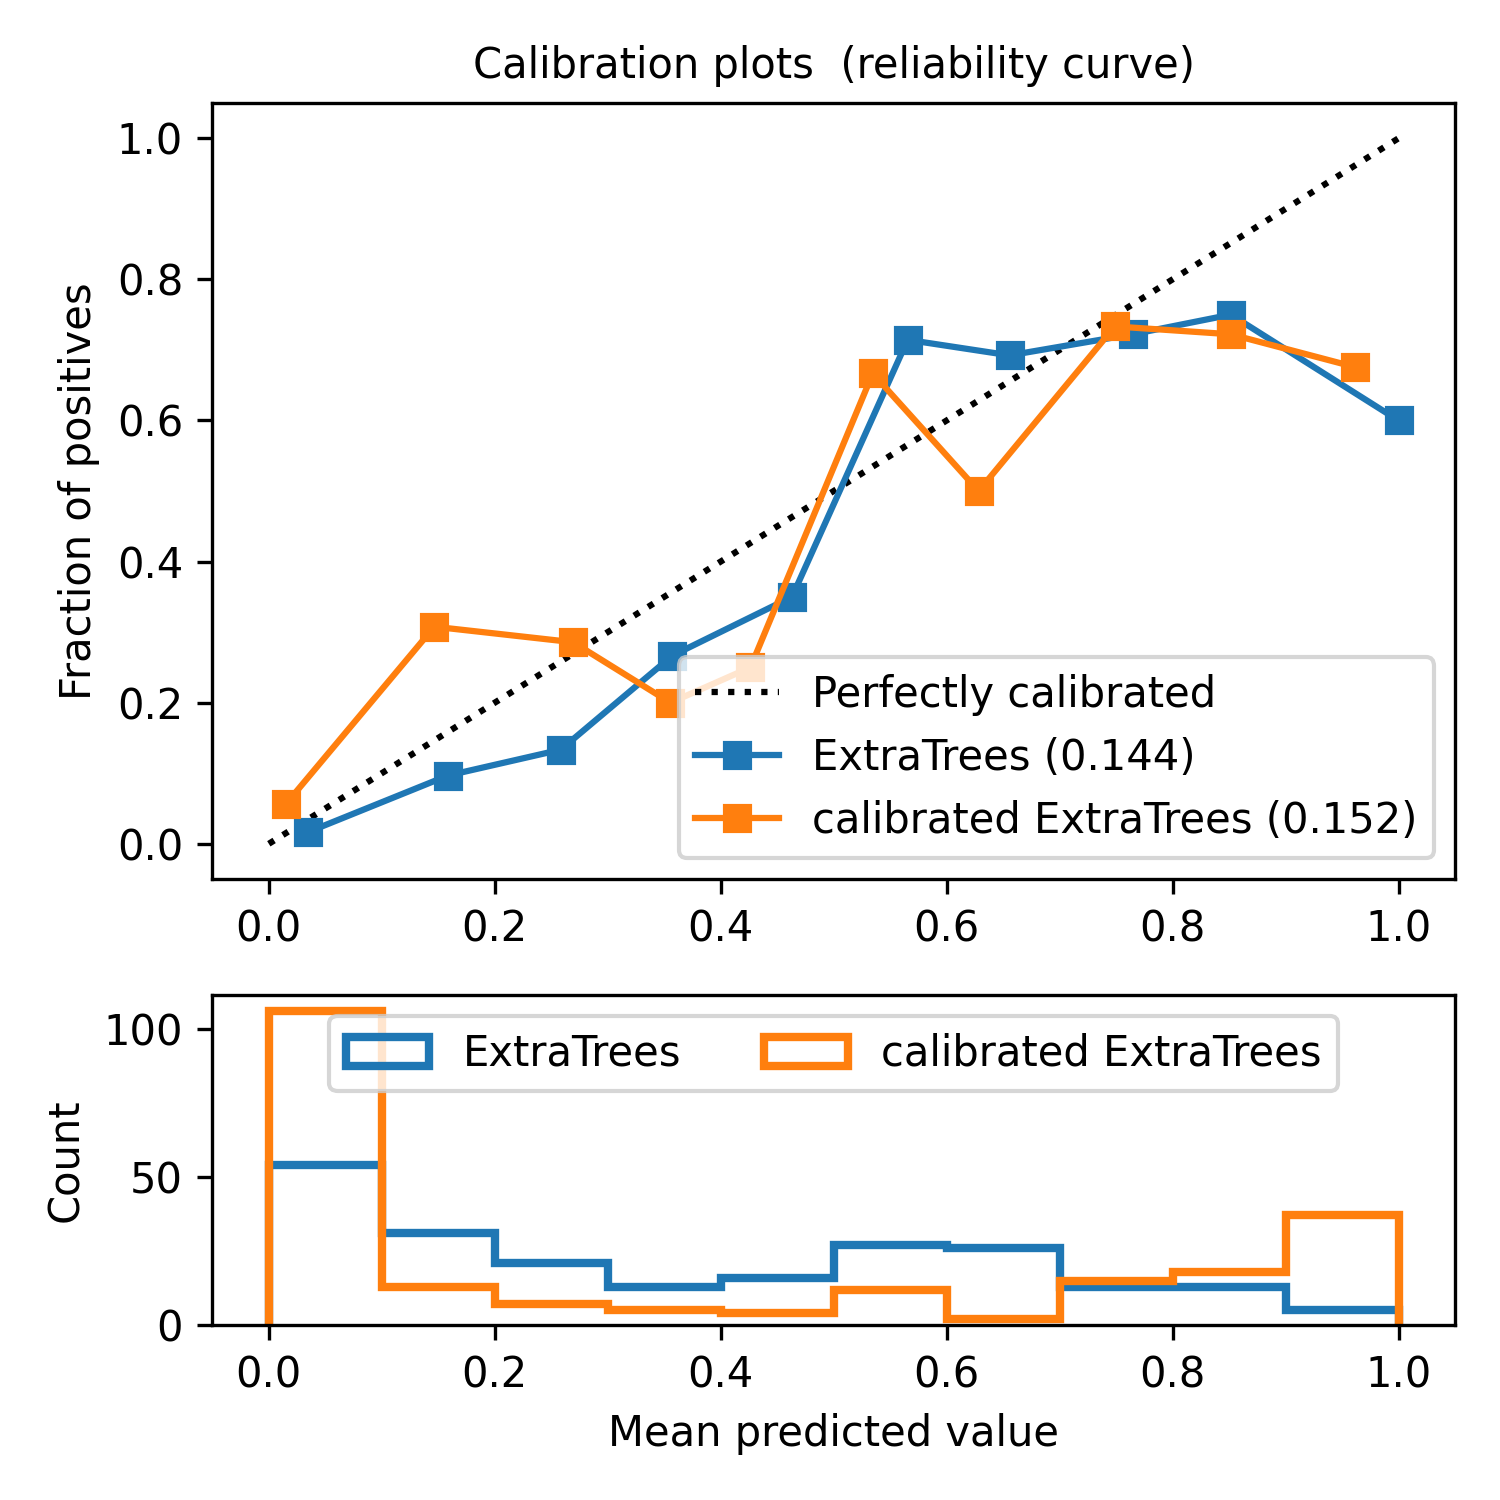 Calibration plots  (reliability curve)
1.0
0.8
0.6
0.4
0.2
0.0
Fraction of positives
Perfectly calibrated
ExtraTrees (0.144)
calibrated ExtraTrees (0.152)
0.0 0.2 0.4 0.6 0.8 1.0
100
50
0
Count
ExtraTrees calibrated ExtraTrees
0.0 0.2 0.4 0.6 0.8 1.0
Mean predicted value